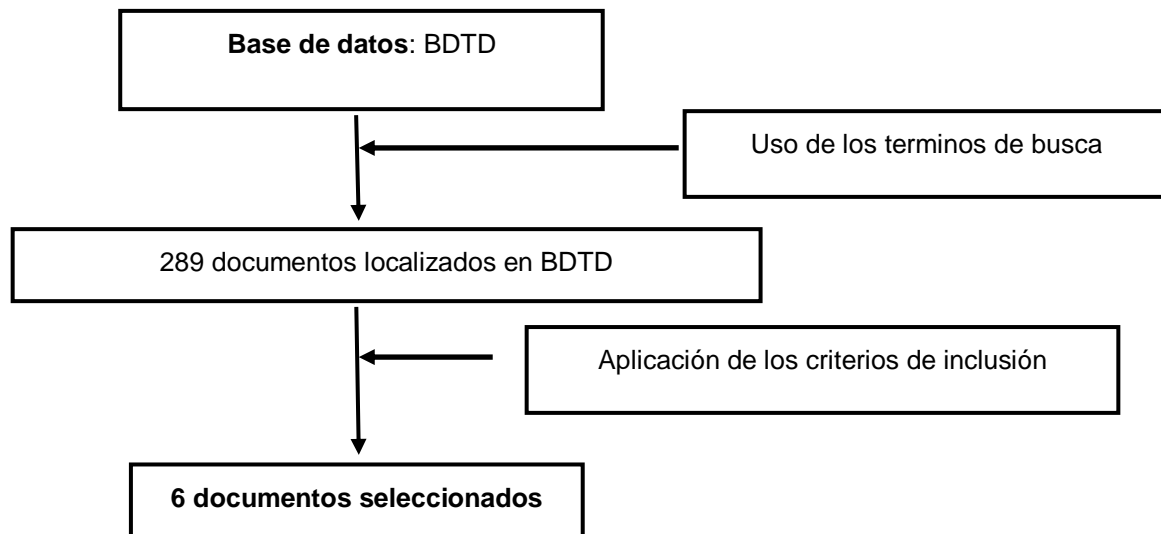 Base de datos: BDTD
Uso de los terminos de busca
289 documentos localizados en BDTD
Aplicación de los criterios de inclusión
6 documentos seleccionados